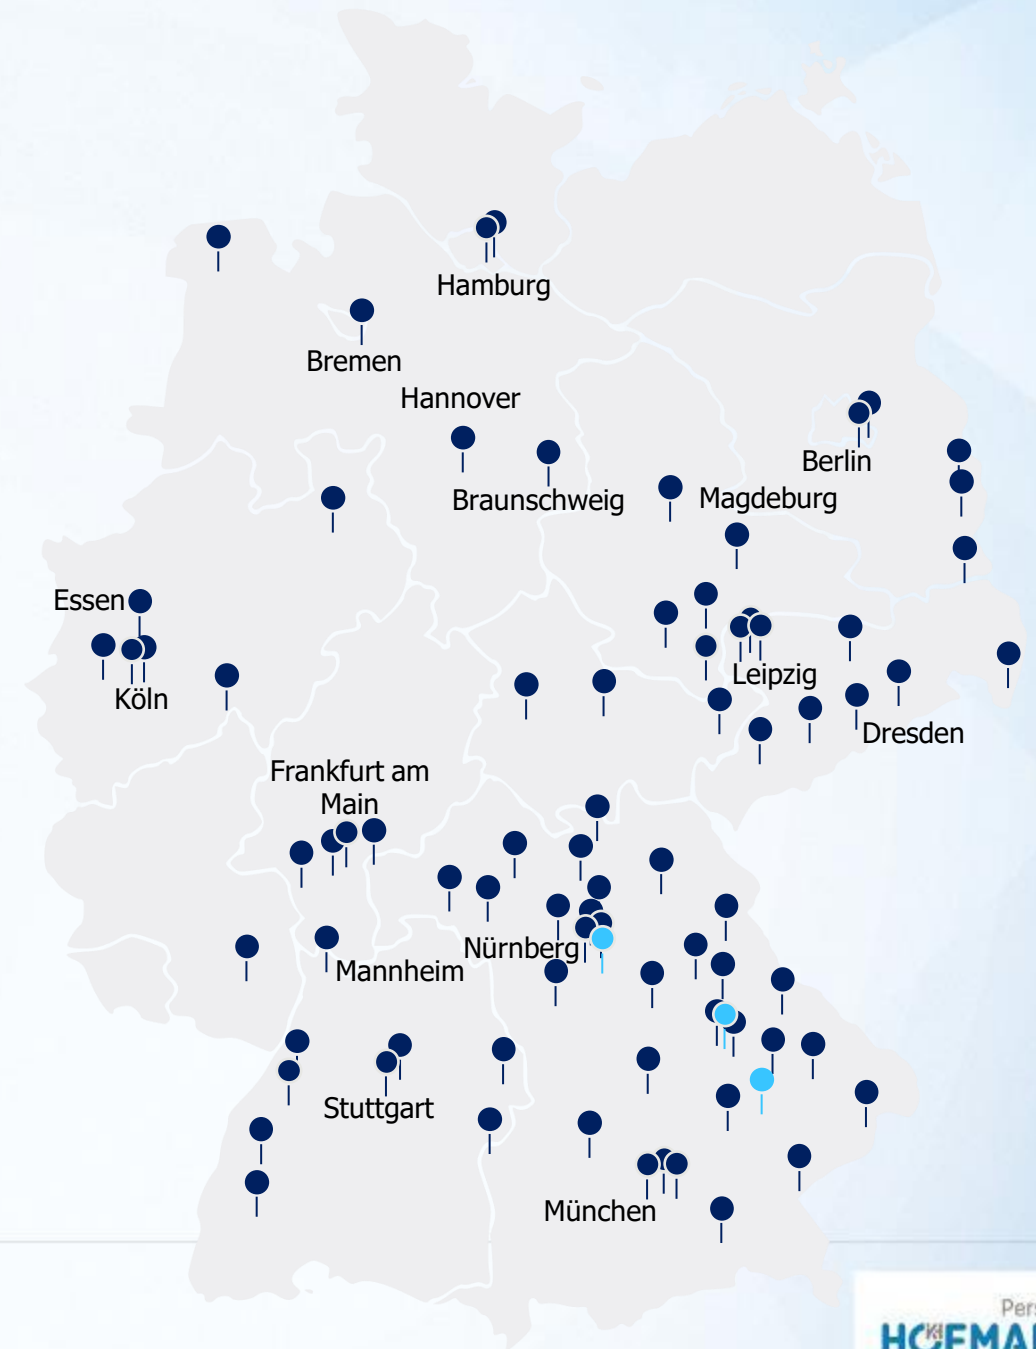 Hamburg
Bremen
Hannover
Berlin
Braunschweig
Magdeburg
Essen
Leipzig
Köln
Dresden
Frankfurt am
Main
Nürnberg
Mannheim
Stuttgart
München